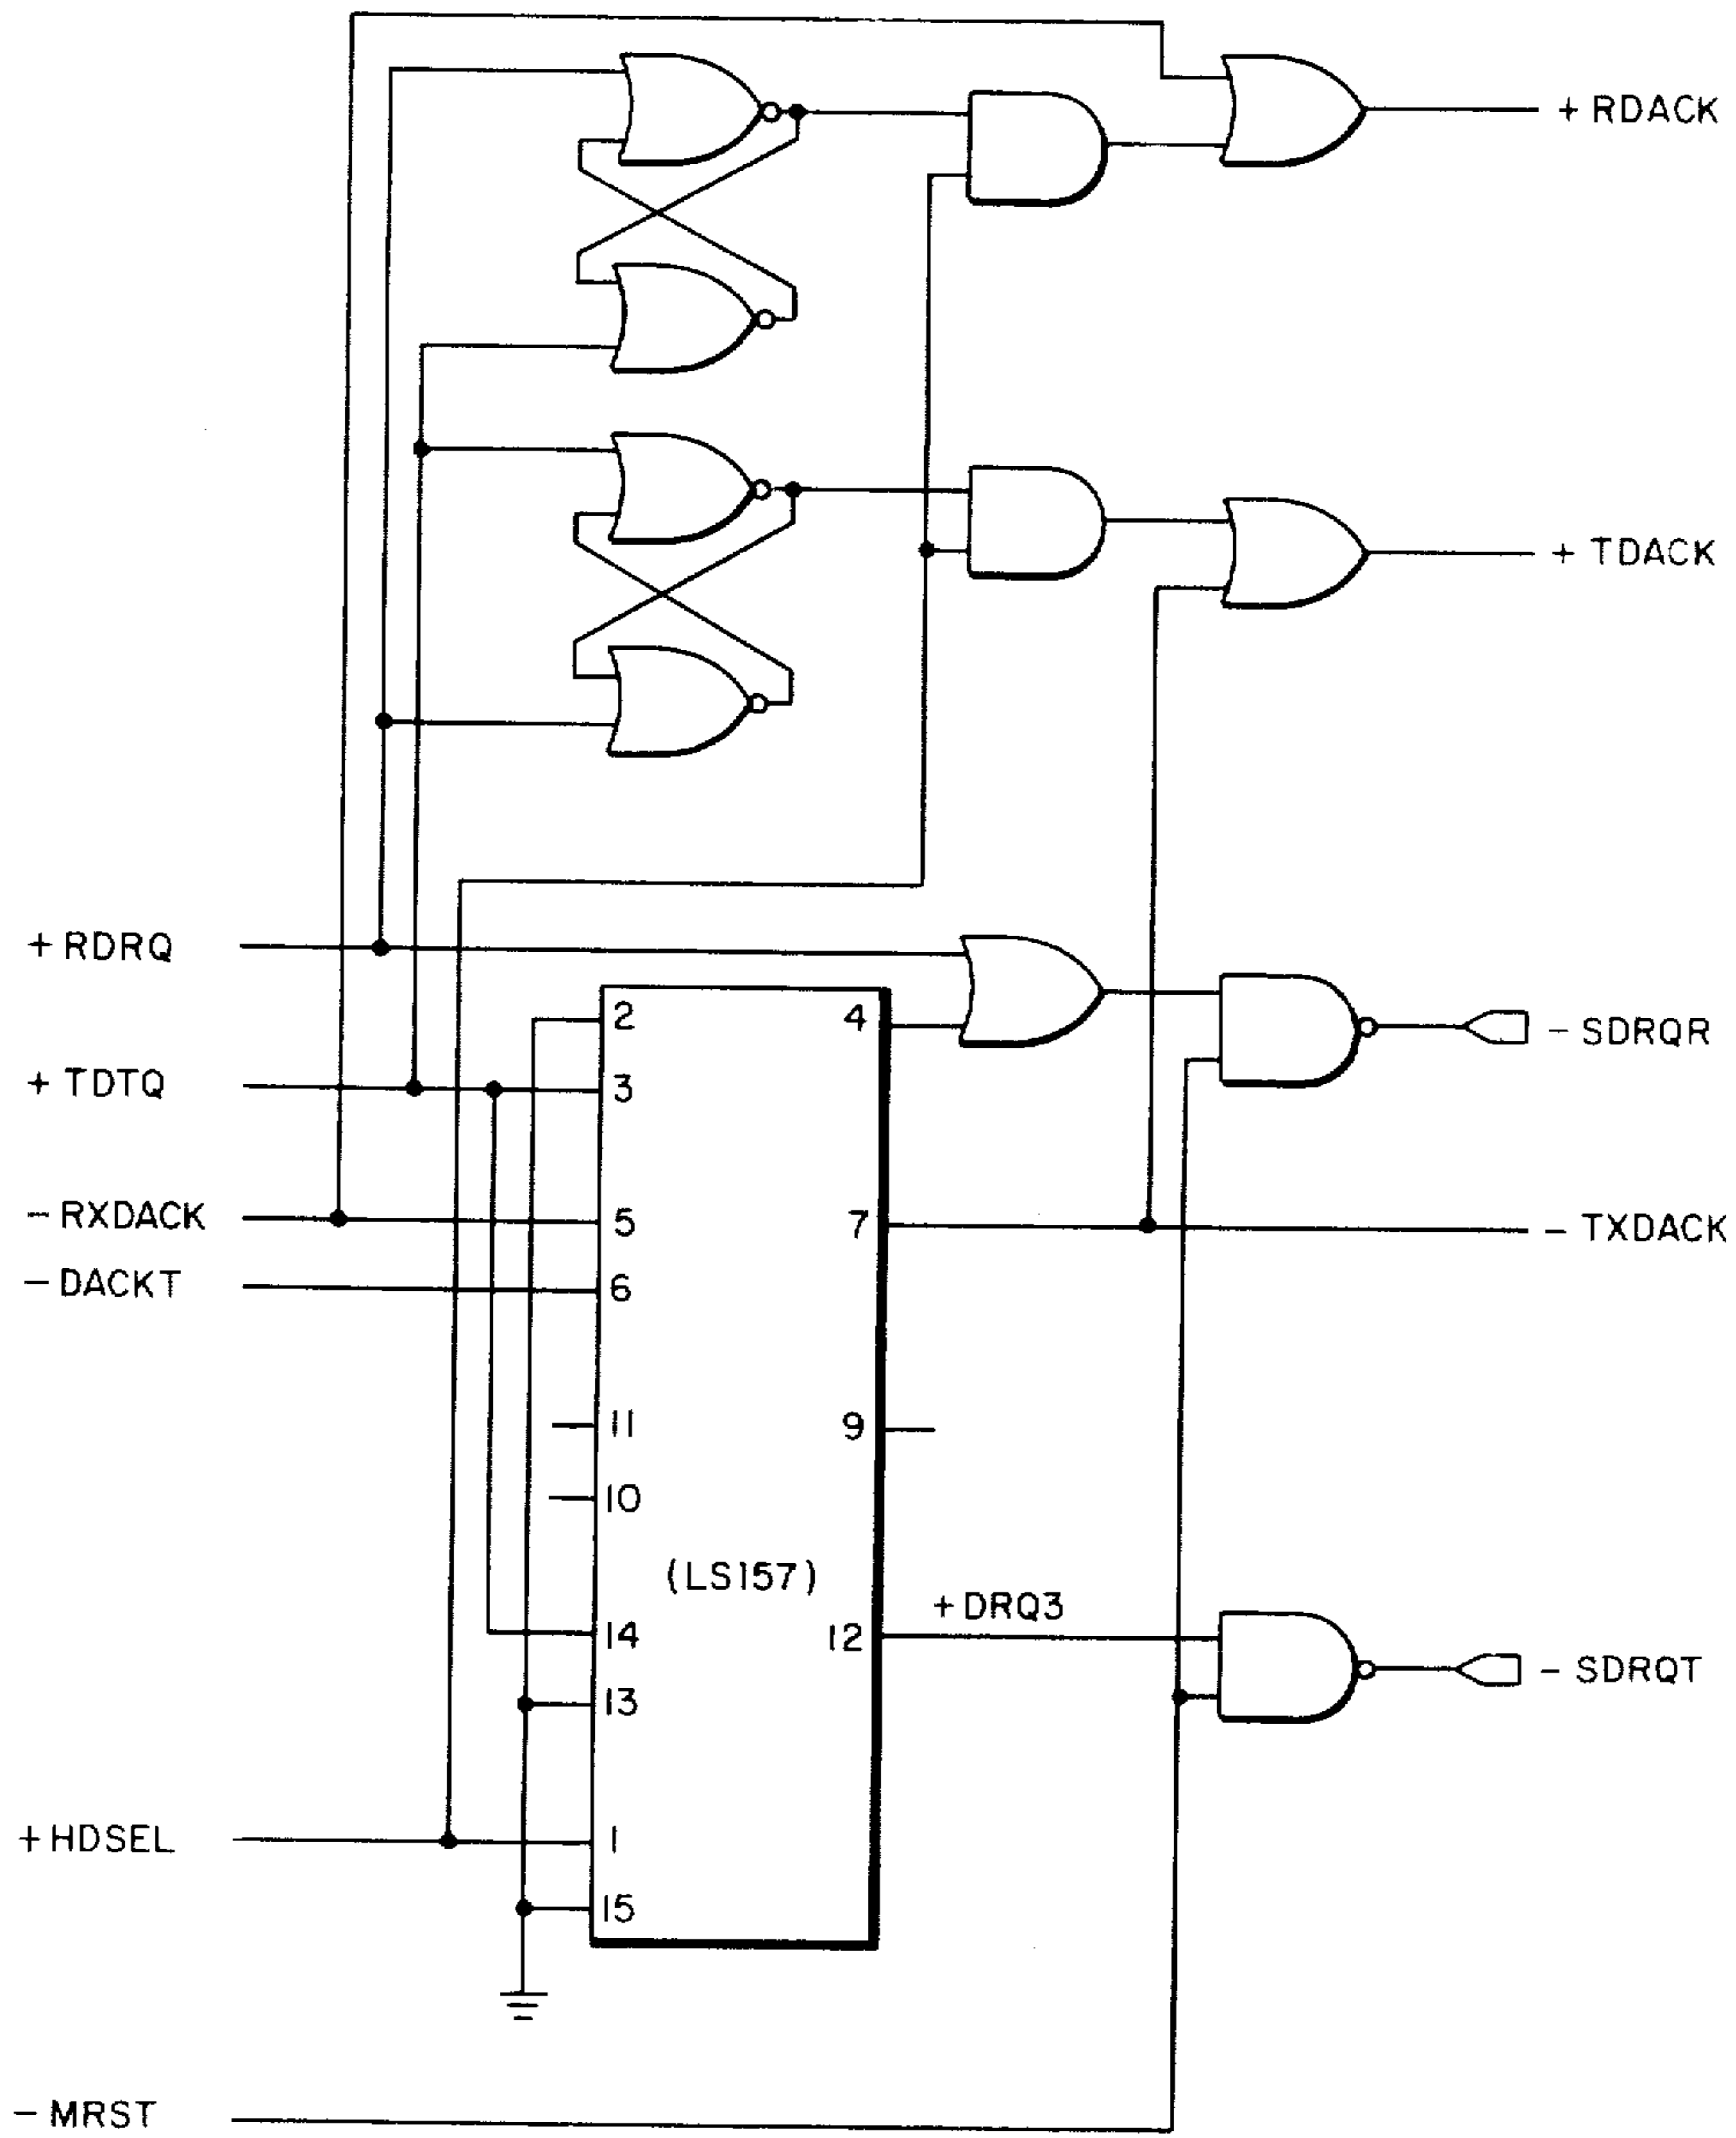 + RDACK
+ TDACK
+ RDRQ
2
4
- SDRQR
+ TDTQ
3
- RXDACK
5
7
- TXDACK
- DACKT
6
11
9
10
(LS157)
+DRQ3
14
12
- SDRQT
13
+HDSEL
1
15
- MRST